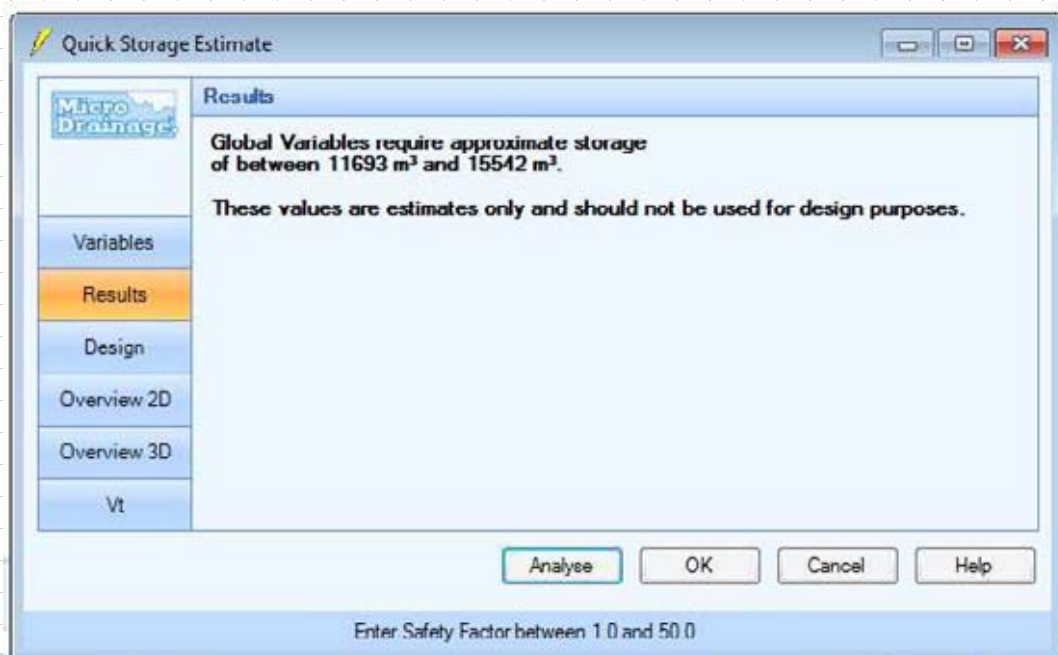 Quick Storage Estimate
Micro
Drainage
Results
Global Variables require approximate storage
of between 11693 m³ and 15542 m³.
These values are estimates only and should not be used for design purposes.
Variables
Results
Design
Overview 2D
Overview 3D
Vt
Analyse
OK
Cancel
Help
Enter Safety Factor between 1.0 and 50.0